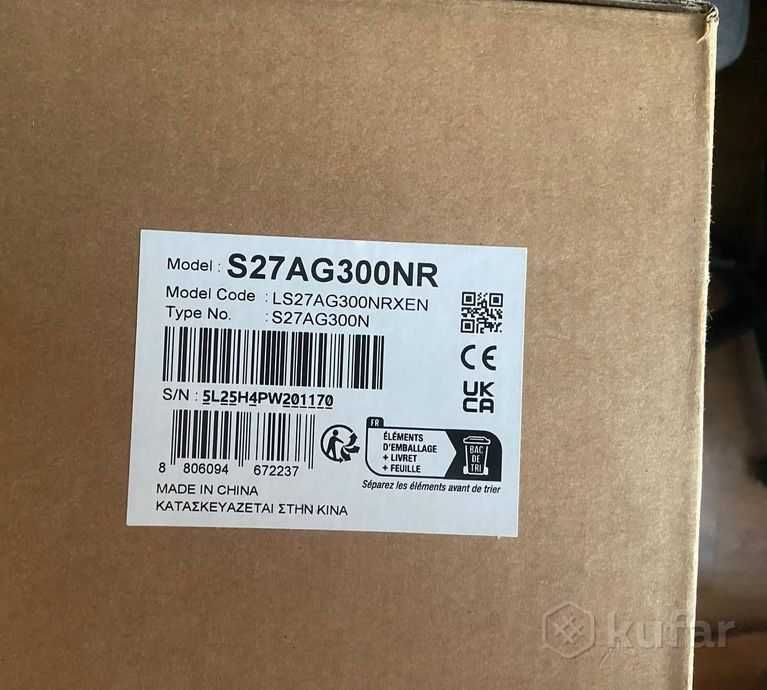 Model : S27AG300NR
Model Code : LS27AG300NRXEN
Type No. : S27AG300N
CE
UK
CA
S/N : 5L25H4PW201170
FR
ÉLÉMENTS
D'EMBALLAGE
+ LIVRET
+ FEUILLE
BAC
DE
TRI
Séparez les éléments avant de trier
8 806094 672237
MADE IN CHINA
ΚΑΤΑΣΚΕΥΑΖΕΤΑΙ ΣΤΗΝ ΚΙΝΑ
kufar